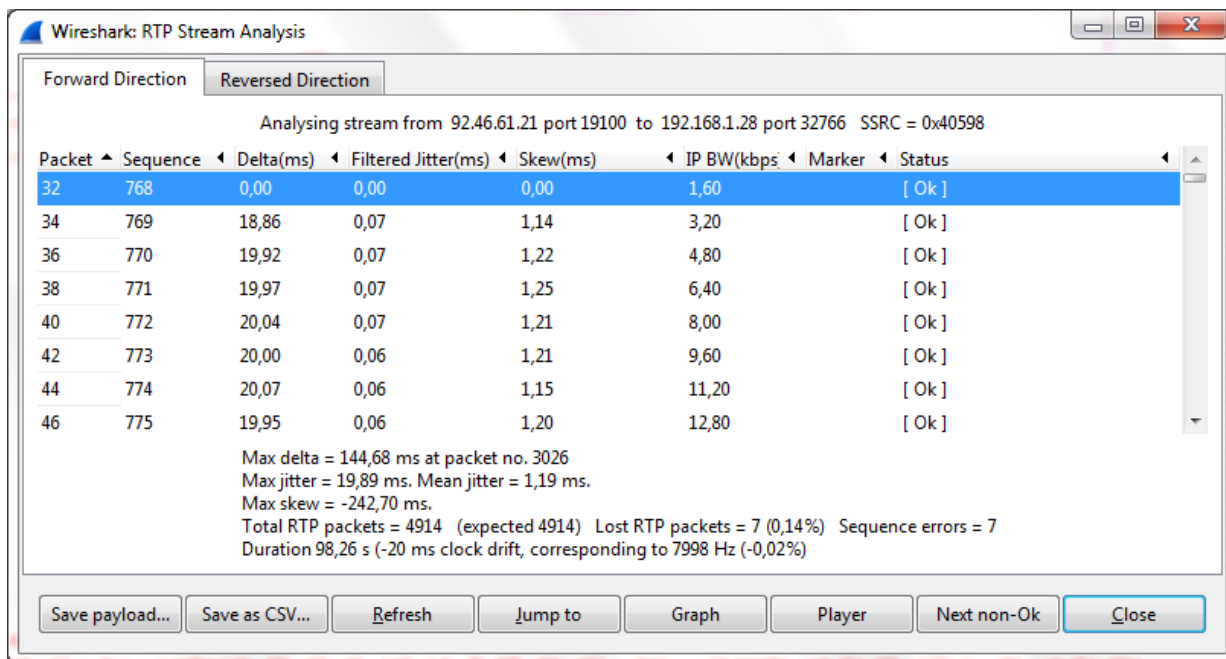 Wireshark: RTP Stream Analysis
Forward Direction Reversed Direction
Analysing stream from 92.46.61.21 port 19100 to 192.168.1.28 port 32766 SSRC = 0x40598
Packet Sequence Delta(ms) Filtered Jitter(ms) Skew(ms) IP BW(kbps) Marker Status
32 768 0,00 0,00 0,00 1,60 [ Ok ]
34 769 18,86 0,07 1,14 3,20 [ Ok ]
36 770 19,92 0,07 1,22 4,80 [ Ok ]
38 771 19,97 0,07 1,25 6,40 [ Ok ]
40 772 20,04 0,07 1,21 8,00 [ Ok ]
42 773 20,00 0,06 1,21 9,60 [ Ok ]
44 774 20,07 0,06 1,15 11,20 [ Ok ]
46 775 19,95 0,06 1,20 12,80 [ Ok ]
Max delta = 144,68 ms at packet no. 3026
Max jitter = 19,89 ms. Mean jitter = 1,19 ms.
Max skew = -242,70 ms.
Total RTP packets = 4914 (expected 4914) Lost RTP packets = 7 (0,14%) Sequence errors = 7
Duration 98,26 s (-20 ms clock drift, corresponding to 7998 Hz (-0,02%)
Save payload... Save as CSV... Refresh Jump to Graph Player Next non-Ok Close